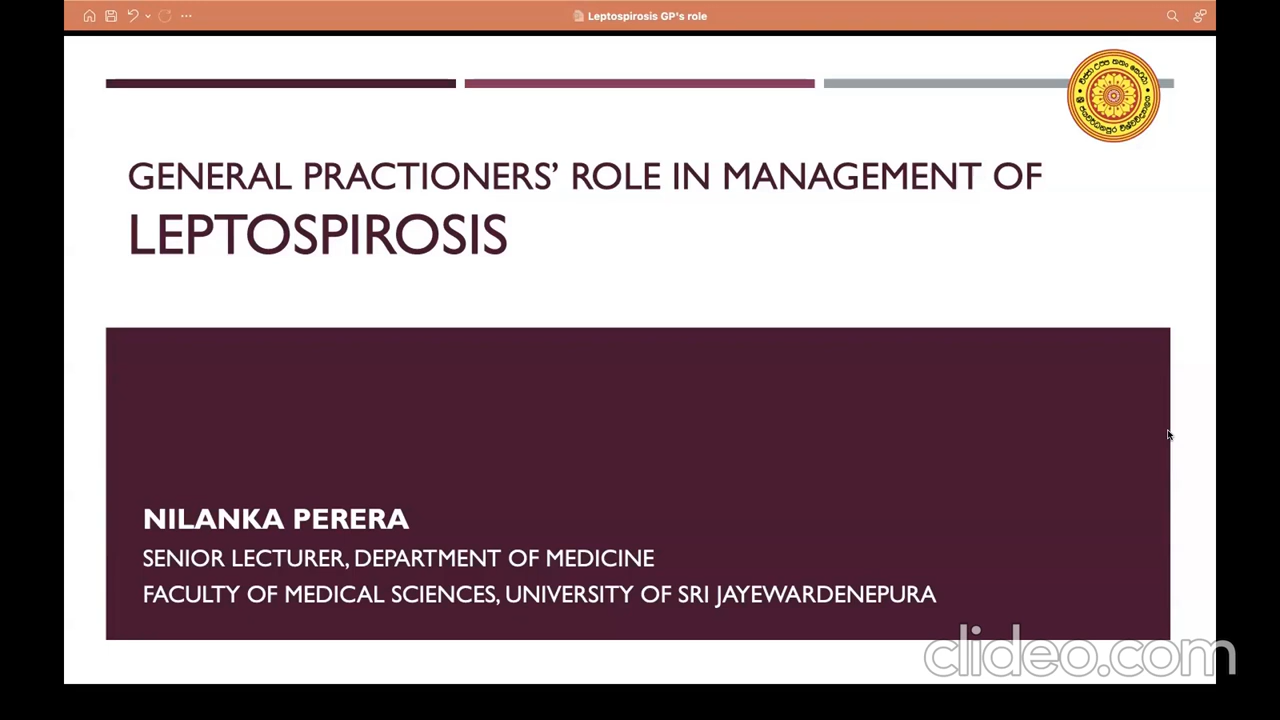 Leptospirosis GP's role
GENERAL PRACTIONERS' ROLE IN MANAGEMENT OF
LEPTOSPIROSIS
NILANKA PERERA
SENIOR LECTURER, DEPARTMENT OF MEDICINE
FACULTY OF MEDICAL SCIENCES, UNIVERSITY OF SRI JAYEWARDENEPURA
clideo.com